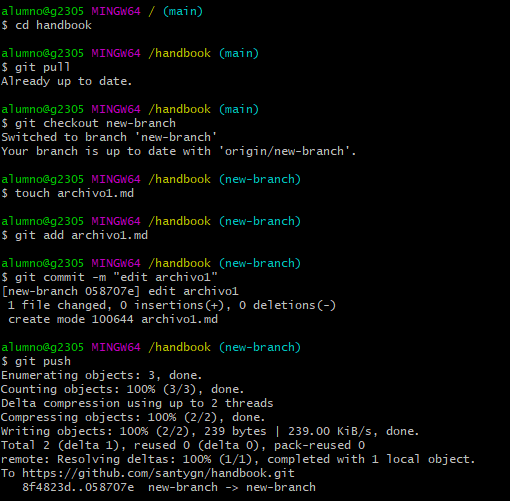 alumno@g2305 MINGW64 / (main)
$ cd handbook
alumno@g2305 MINGW64 /handbook (main)
$ git pull
Already up to date.
alumno@g2305 MINGW64 /handbook (main)
$ git checkout new-branch
Switched to branch 'new-branch'
Your branch is up to date with 'origin/new-branch'.
alumno@g2305 MINGW64 /handbook (new-branch)
$ touch archivo1.md
alumno@g2305 MINGW64 /handbook (new-branch)
$ git add archivo1.md
alumno@g2305 MINGW64 /handbook (new-branch)
$ git commit -m "edit archivo1"
[new-branch 058707e] edit archivo1
1 file changed, 0 insertions(+), 0 deletions(-)
create mode 100644 archivo1.md
alumno@g2305 MINGW64 /handbook (new-branch)
$ git push
Enumerating objects: 3, done.
Counting objects: 100% (3/3), done.
Delta compression using up to 2 threads
Compressing objects: 100% (2/2), done.
Writing objects: 100% (2/2), 239 bytes | 239.00 KiB/s, done.
Total 2 (delta 1), reused 0 (delta 0), pack-reused 0
remote: Resolving deltas: 100% (1/1), completed with 1 local object.
To https://github.com/santygn/handbook.git
8f4823d..058707e  new-branch -> new-branch